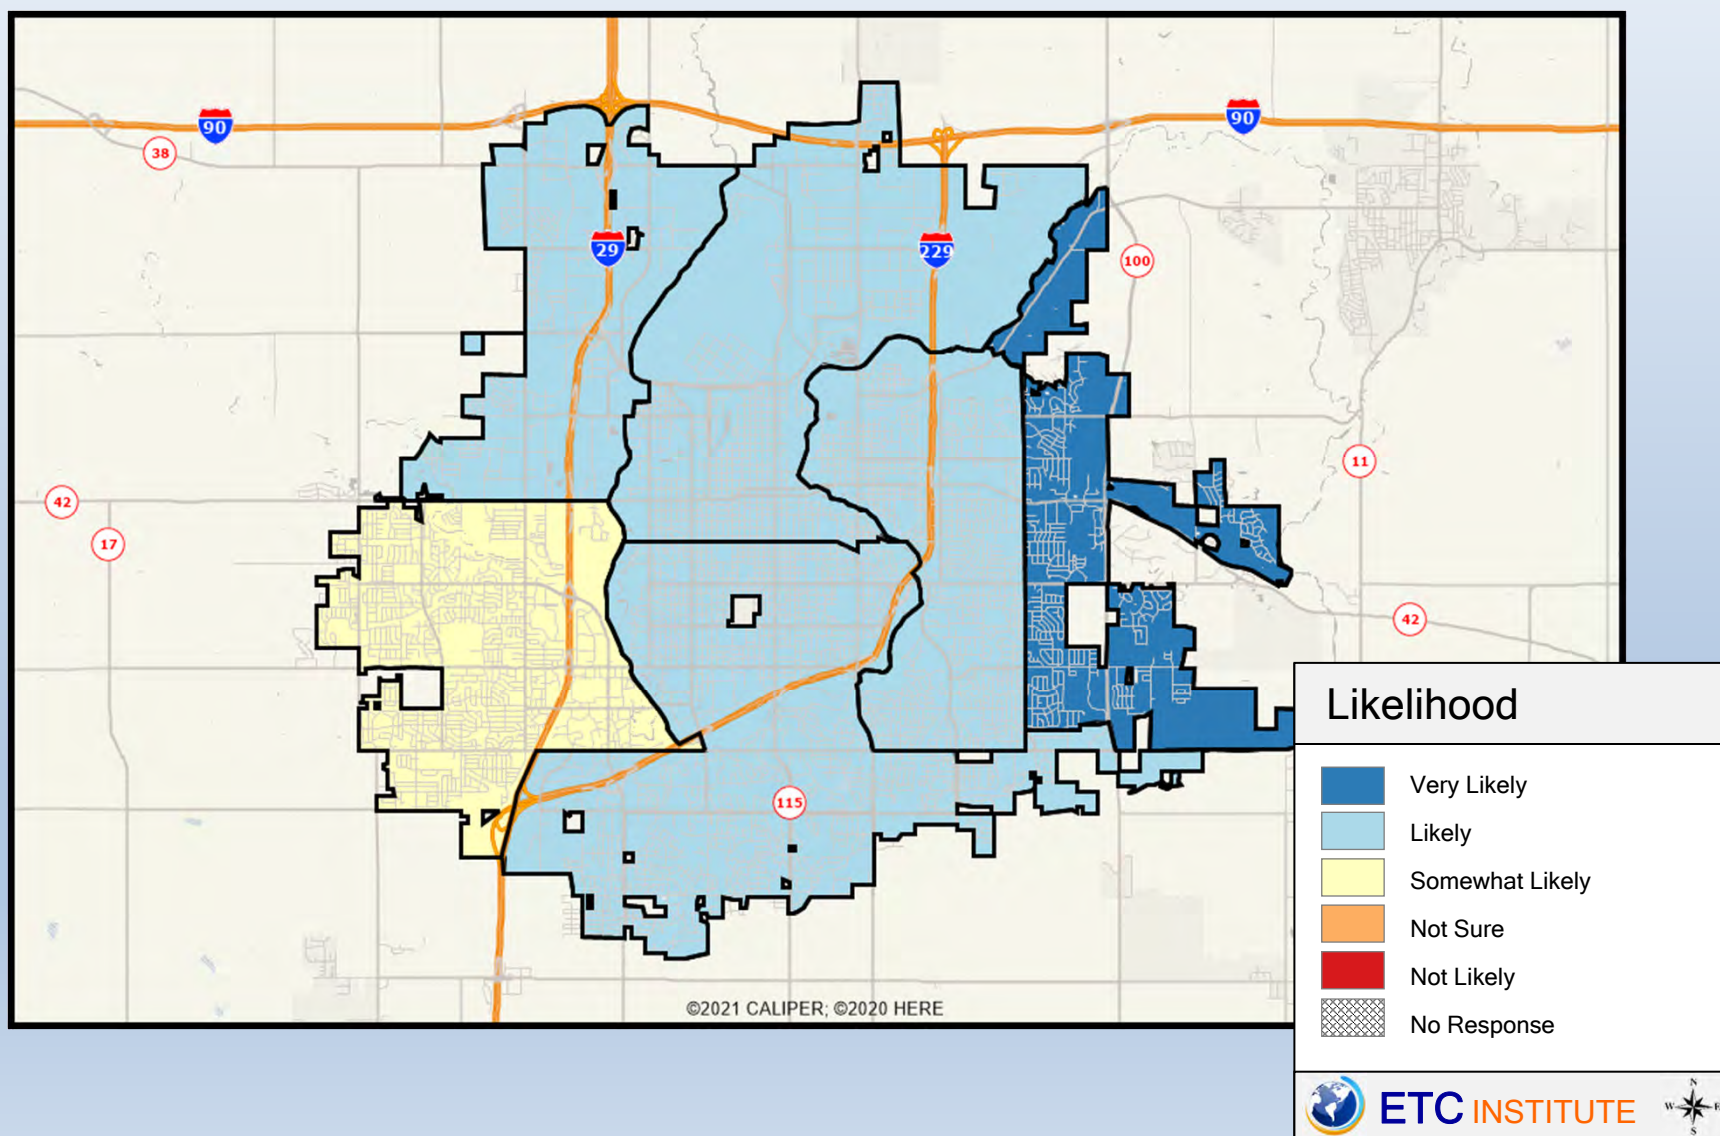 90
90
38
29
229
100
42
11
17
42
115
©2021 CALIPER; ©2020 HERE
Likelihood
Very Likely
Likely
Somewhat Likely
Not Sure
Not Likely
No Response
ETC INSTITUTE
N
W E
S